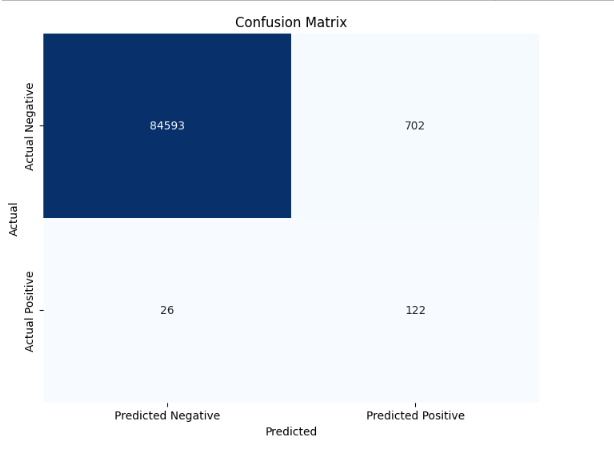 Confusion Matrix
Actual
Actual Negative
84593
702
Actual Positive
26
122
Predicted Negative
Predicted Positive
Predicted